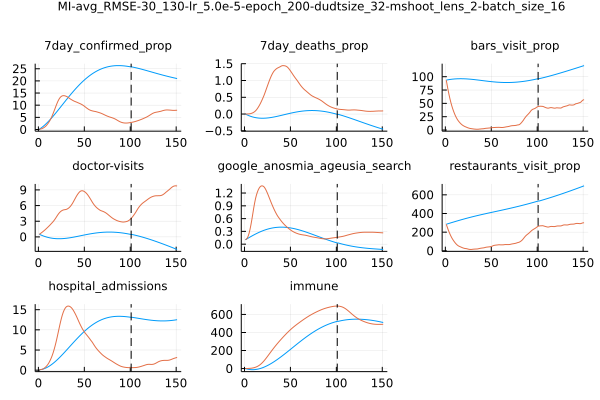 MI-avg_RMSE-30_130-lr_5.0e-5-epoch_200-dudtsize_32-mshoot_lens_2-batch_size_16
7day_confirmed_prop
25
20
15
10
5
0
0 50 100 150
7day_deaths_prop
1.5
1.0
0.5
0.0
−0.5
0 50 100 150
bars_visit_prop
100
75
50
25
0
0 50 100 150
doctor-visits
9
6
3
0
0 50 100 150
google_anosmia_ageusia_search
1.2
0.9
0.6
0.3
0.0
0 50 100 150
restaurants_visit_prop
600
400
200
0
0 50 100 150
hospital_admissions
15
10
5
0
0 50 100 150
immune
600
400
200
0
0 50 100 150